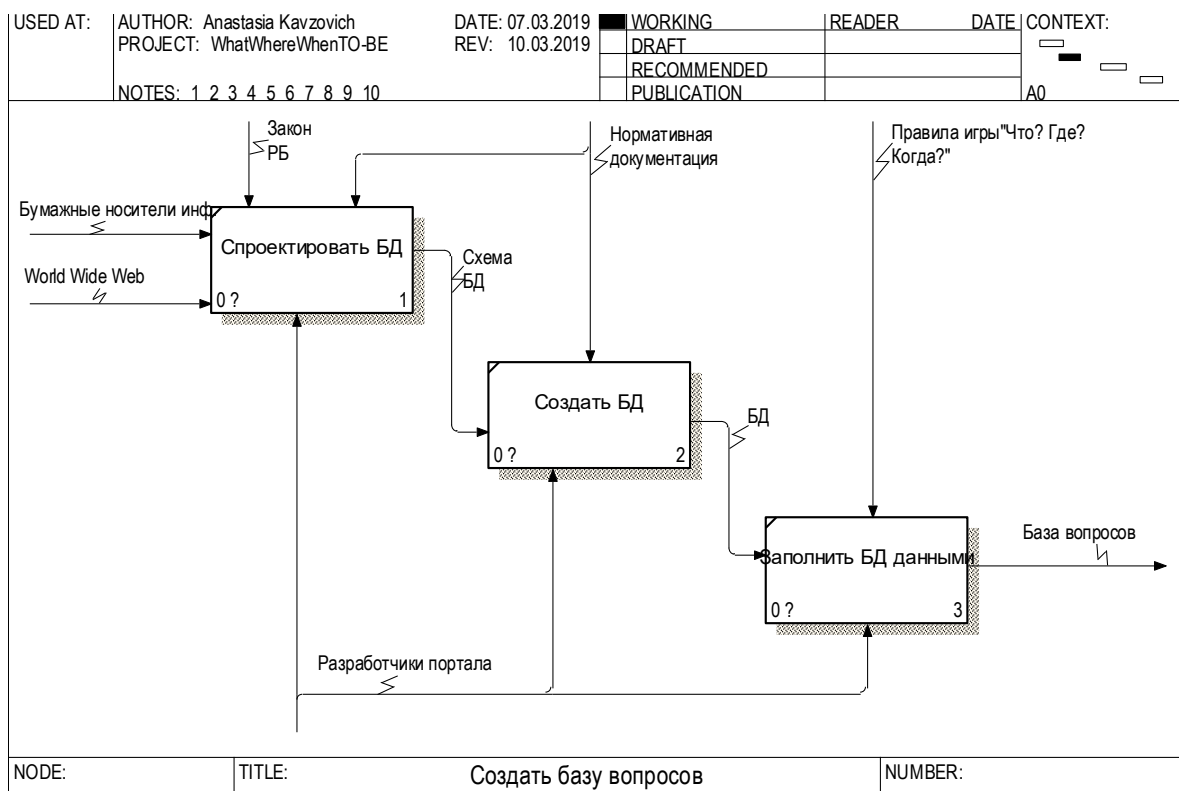 USED AT:
AUTHOR: Anastasia Kavzovich
DATE: 07.03.2019
PROJECT: WhatWhereWhenTO-BE
REV: 10.03.2019
NOTES: 1 2 3 4 5 6 7 8 9 10
WORKING
DRAFT
RECOMMENDED
PUBLICATION
READER
DATE
CONTEXT:
A0
Закон
РБ
Нормативная
документация
Правила игры"Что? Где?
Когда?"
Бумажные носители инф.
World Wide Web
Спроектировать БД
0 ?
1
Схема
БД
Создать БД
0 ?
2
БД
Заполнить БД данными
0 ?
3
База вопросов
Разработчики портала
NODE:
TITLE:
Создать базу вопросов
NUMBER: